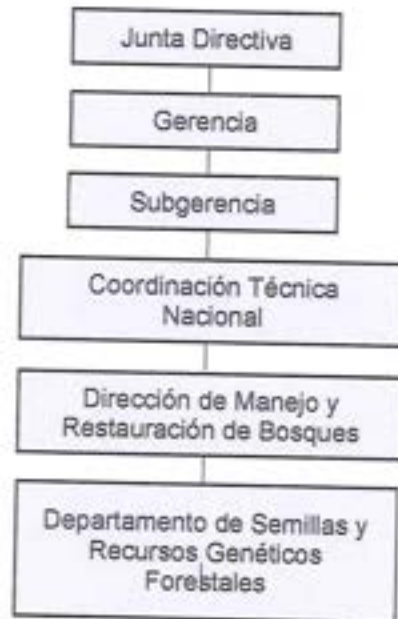 Junta Directiva
Gerencia
Subgerencia
Coordinación Técnica
Nacional
Dirección de Manejo y
Restauración de Bosques
Departamento de Semillas y
Recursos Genéticos
Forestales